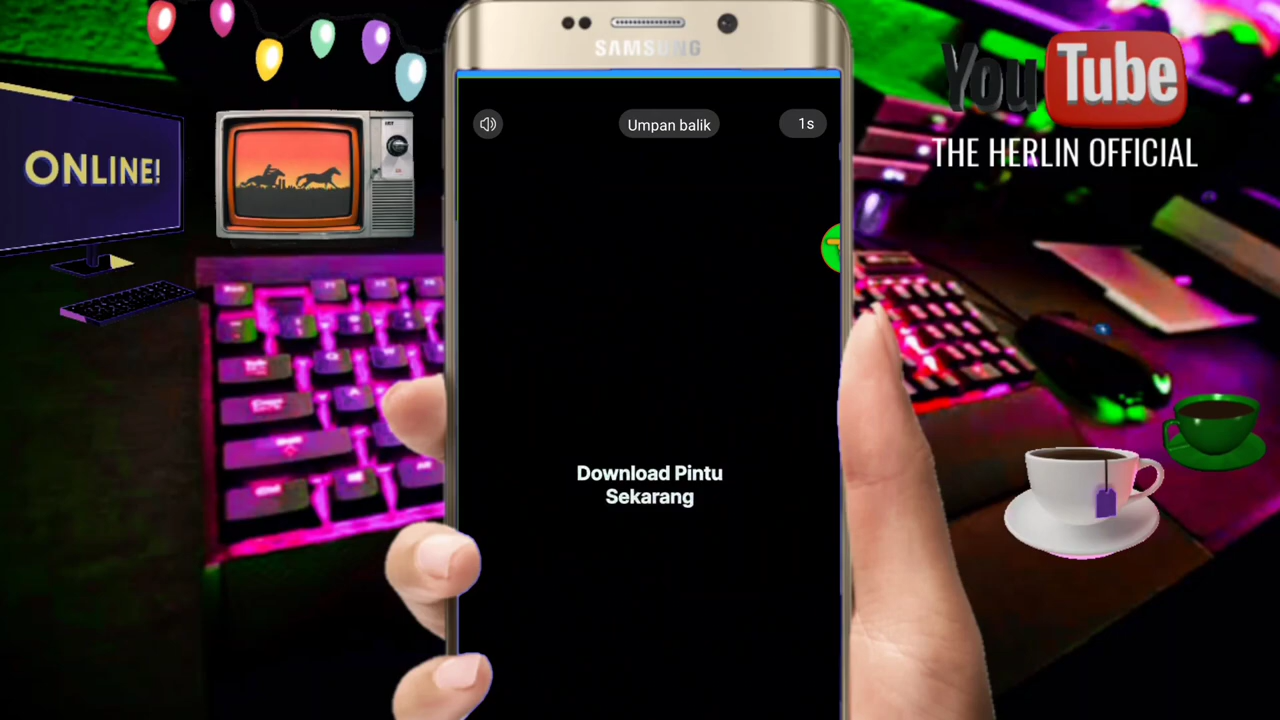 SAMSUNG
YouTube
THE HERLIN OFFICIAL
ONLINE!
Umpan balik
1s
Download Pintu
Sekarang